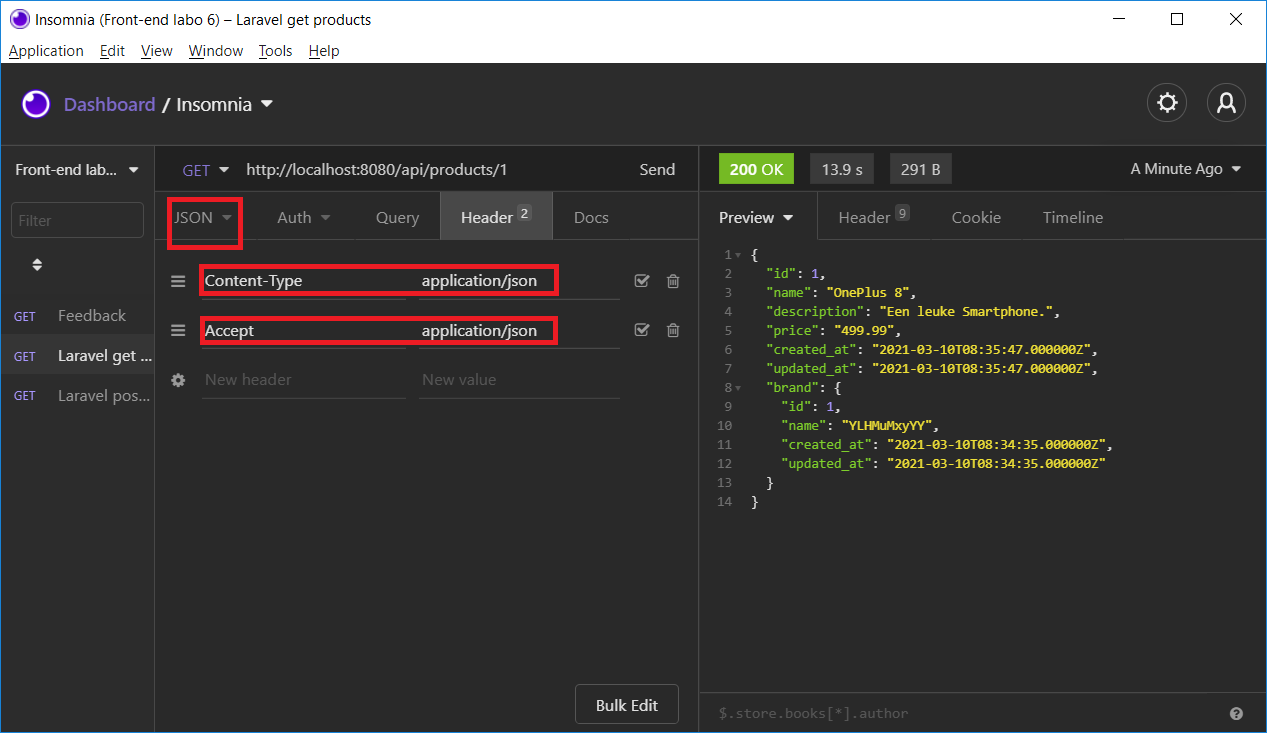 Insomnia (Front-end labo 6) – Laravel get products
Application Edit View Window Tools Help
Dashboard / Insomnia
Front-end lab...
Filter
GET Feedback
GET Laravel get ...
GET Laravel pos...
GET http://localhost:8080/api/products/1 Send
JSON Auth Query Header 2 Docs
Content-Type application/json
Accept application/json
New header New value
Bulk Edit
200 OK 13.9 s 291 B A Minute Ago
Preview Header 9 Cookie Timeline
1 {
2 "id": 1,
3 "name": "OnePlus 8",
4 "description": "Een leuke Smartphone.",
5 "price": "499.99",
6 "created_at": "2021-03-10T08:35:47.000000Z",
7 "updated_at": "2021-03-10T08:35:47.000000Z",
8 "brand": {
9 "id": 1,
10 "name": "YLHMuMxyYY",
11 "created_at": "2021-03-10T08:34:35.000000Z",
12 "updated_at": "2021-03-10T08:34:35.000000Z"
13 }
14 }
$.store.books[*].author